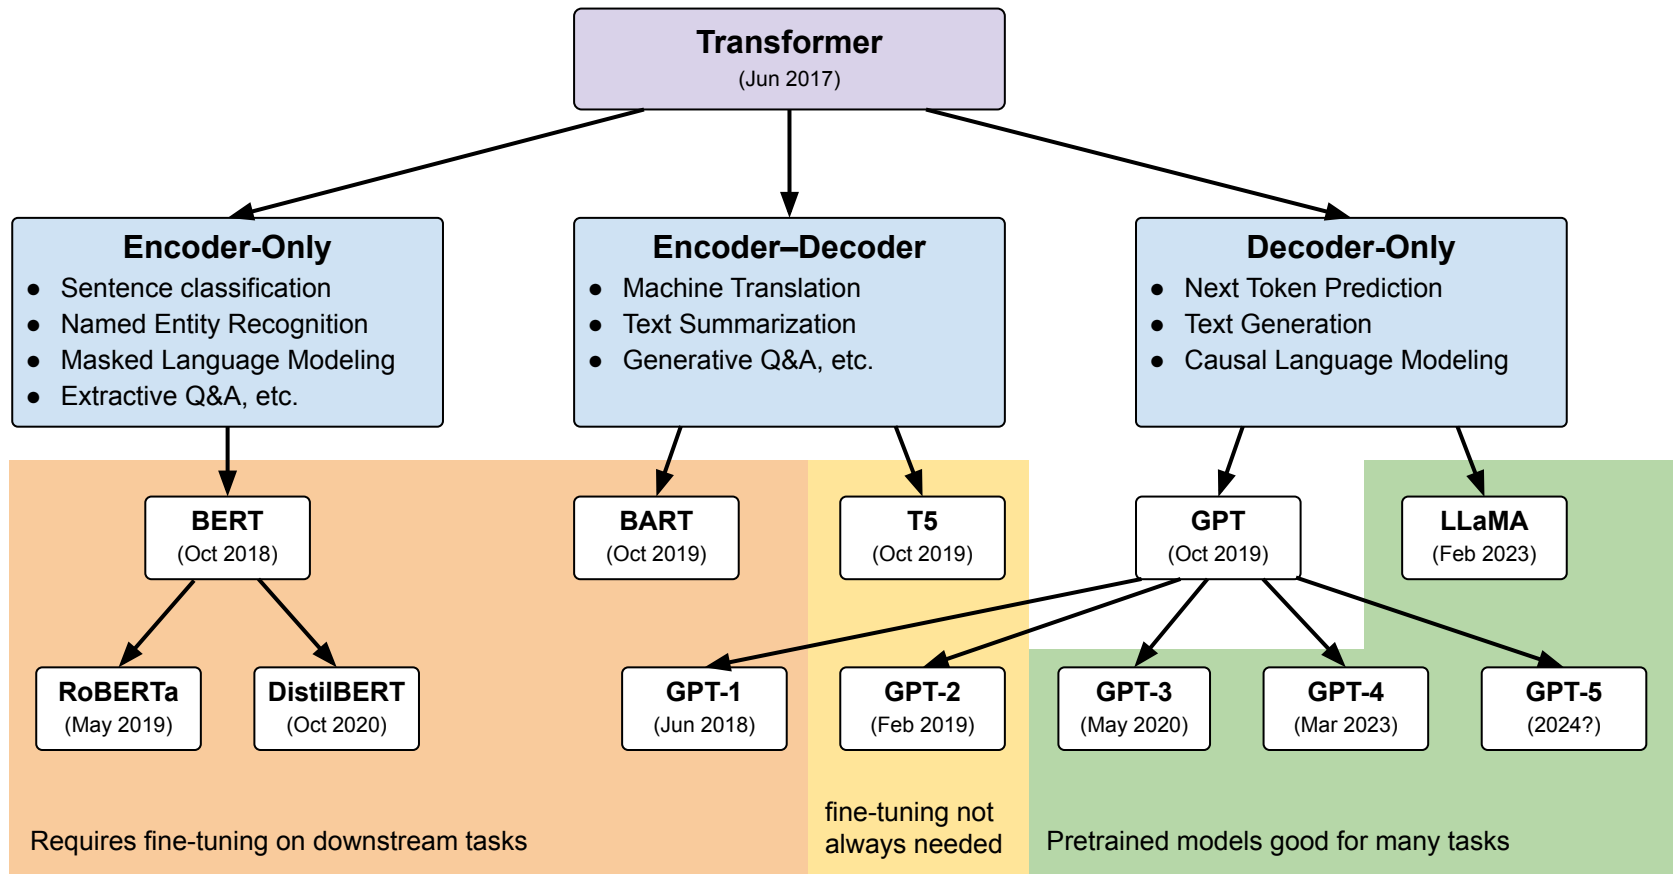 Transformer
(Jun 2017)
Encoder-Only
● Sentence classification
● Named Entity Recognition
● Masked Language Modeling
● Extractive Q&A, etc.
Encoder–Decoder
● Machine Translation
● Text Summarization
● Generative Q&A, etc.
Decoder-Only
● Next Token Prediction
● Text Generation
● Causal Language Modeling
BERT
(Oct 2018)
BART
(Oct 2019)
T5
(Oct 2019)
GPT
(Oct 2019)
LLaMA
(Feb 2023)
RoBERTa
(May 2019)
DistilBERT
(Oct 2020)
GPT-1
(Jun 2018)
GPT-2
(Feb 2019)
GPT-3
(May 2020)
GPT-4
(Mar 2023)
GPT-5
(2024?)
Requires fine-tuning on downstream tasks
fine-tuning not
always needed
Pretrained models good for many tasks